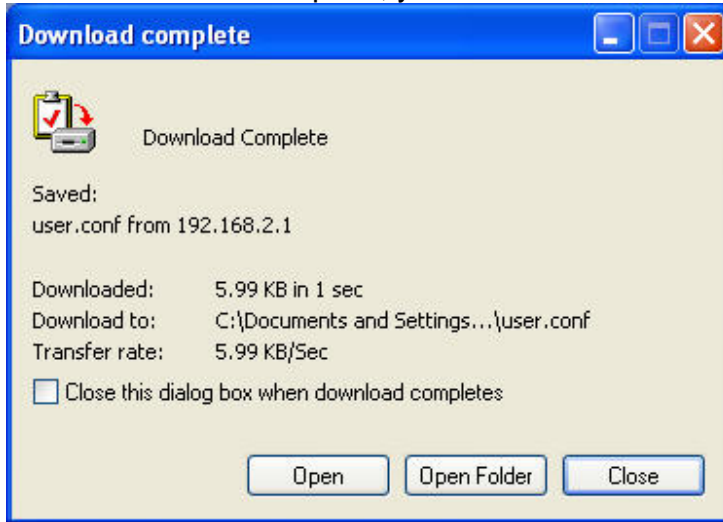 Download complete
Download Complete
Saved:
user.conf from 192.168.2.1
Downloaded: 5.99 KB in 1 sec
Download to: C:\Documents and Settings...\user.conf
Transfer rate: 5.99 KB/Sec
Close this dialog box when download completes
Open Open Folder Close